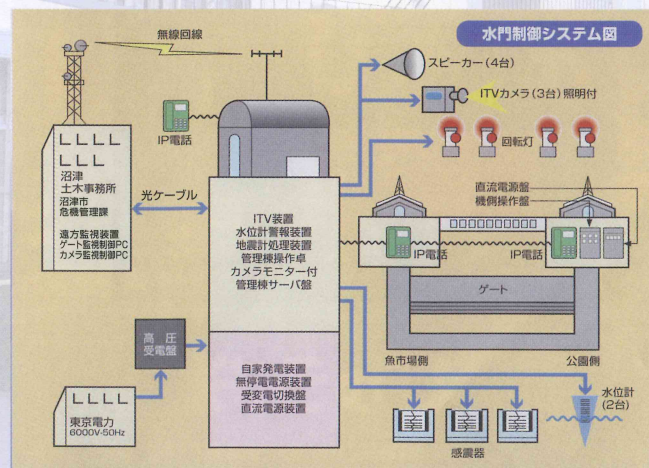 水門制御システム図
無線回線
スピーカー(4台)
ITVカメラ(3台)照明付
IP電話
回転灯
沼津
土木事務所
沼津市
危機管理課
遠方監視装置
ゲート監視制御PC
カメラ監視制御PC
光ケーブル
ITV装置
水位計警報装置
地震計処理装置
管理棟操作卓
カメラモニター付
管理棟サーバ盤
直流電源盤
機側操作盤
IP電話
IP電話
ゲート
魚市場側
公園側
高圧
受電盤
自家発電装置
無停電電源装置
受変電切換盤
直流電源装置
東京電力
6000V-50Hz
感震器
水位計
(2台)